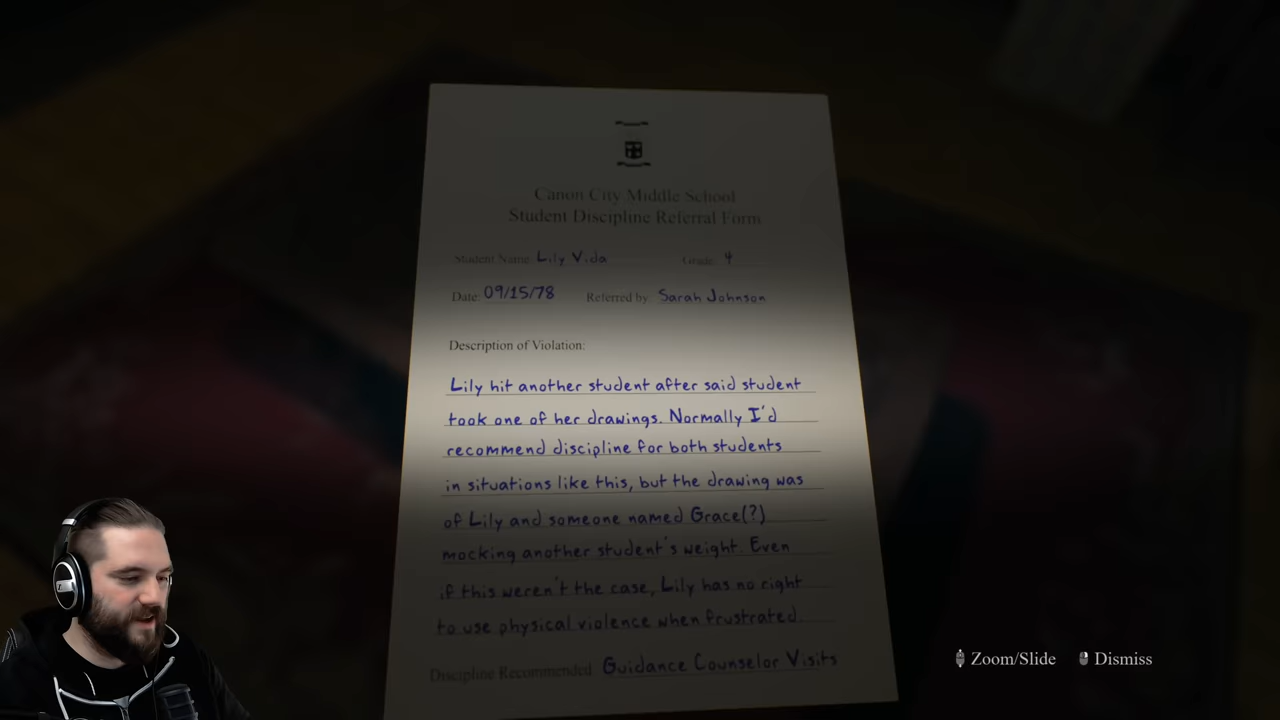 Canon City Middle School
Student Discipline Referral Form
Student Name: Lily Vida Grade: 4
Date: 09/15/78 Referred by Sarah Johnson
Description of Violation:
Lily hit another student after said student
took one of her drawings. Normally I'd
recommend discipline for both students
in situations like this, but the drawing was
of Lily and someone named Grace(?)
mocking another student's weight. Even
if this weren't the case, Lily has no right
to use physical violence when frustrated.
Discipline Recommended Guidance Counselor Visits
Zoom/Slide Dismiss